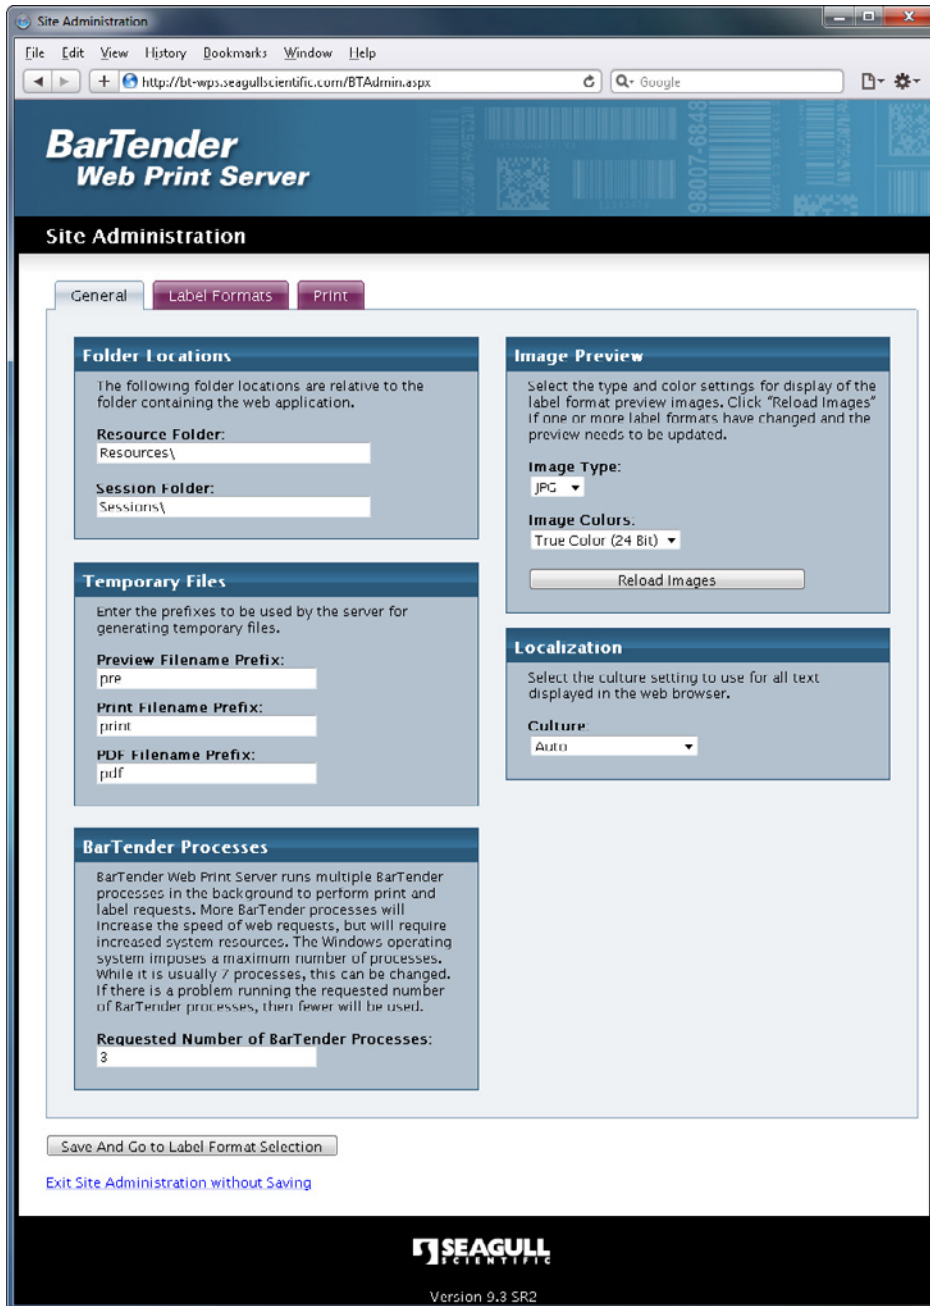 Site Administration
File Edit View History Bookmarks Window Help
http://bt-wps.seagullscientific.com/BTAdmin.aspx
Google
BarTender
Web Print Server
98007-6848
Site Administration
General
Label Formats
Print
Folder Locations
The following folder locations are relative to the
folder containing the web application.
Resource Folder:
Resources\
Session Folder:
Sessions\
Temporary Files
Enter the prefixes to be used by the server for
generating temporary files.
Preview Filename Prefix:
pre
Print Filename Prefix:
print
PDF Filename Prefix:
pdf
BarTender Processes
BarTender Web Print Server runs multiple BarTender
processes in the background to perform print and
label requests. More BarTender processes will
increase the speed of web requests, but will require
increased system resources. The Windows operating
system imposes a maximum number of processes.
While it is usually 7 processes, this can be changed.
If there is a problem running the requested number
of BarTender processes, then fewer will be used.
Requested Number of BarTender Processes:
3
Image Preview
Select the type and color settings for display of the
label format preview images. Click "Reload Images"
if one or more label formats have changed and the
preview needs to be updated.
Image Type:
JPG
Image Colors:
True Color (24 Bit)
Reload Images
Localization
Select the culture setting to use for all text
displayed in the web browser.
Culture:
Auto
Save And Go to Label Format Selection
Exit Site Administration without Saving
SEAGULL
SCIENTIFIC
Version 9.3 SR2